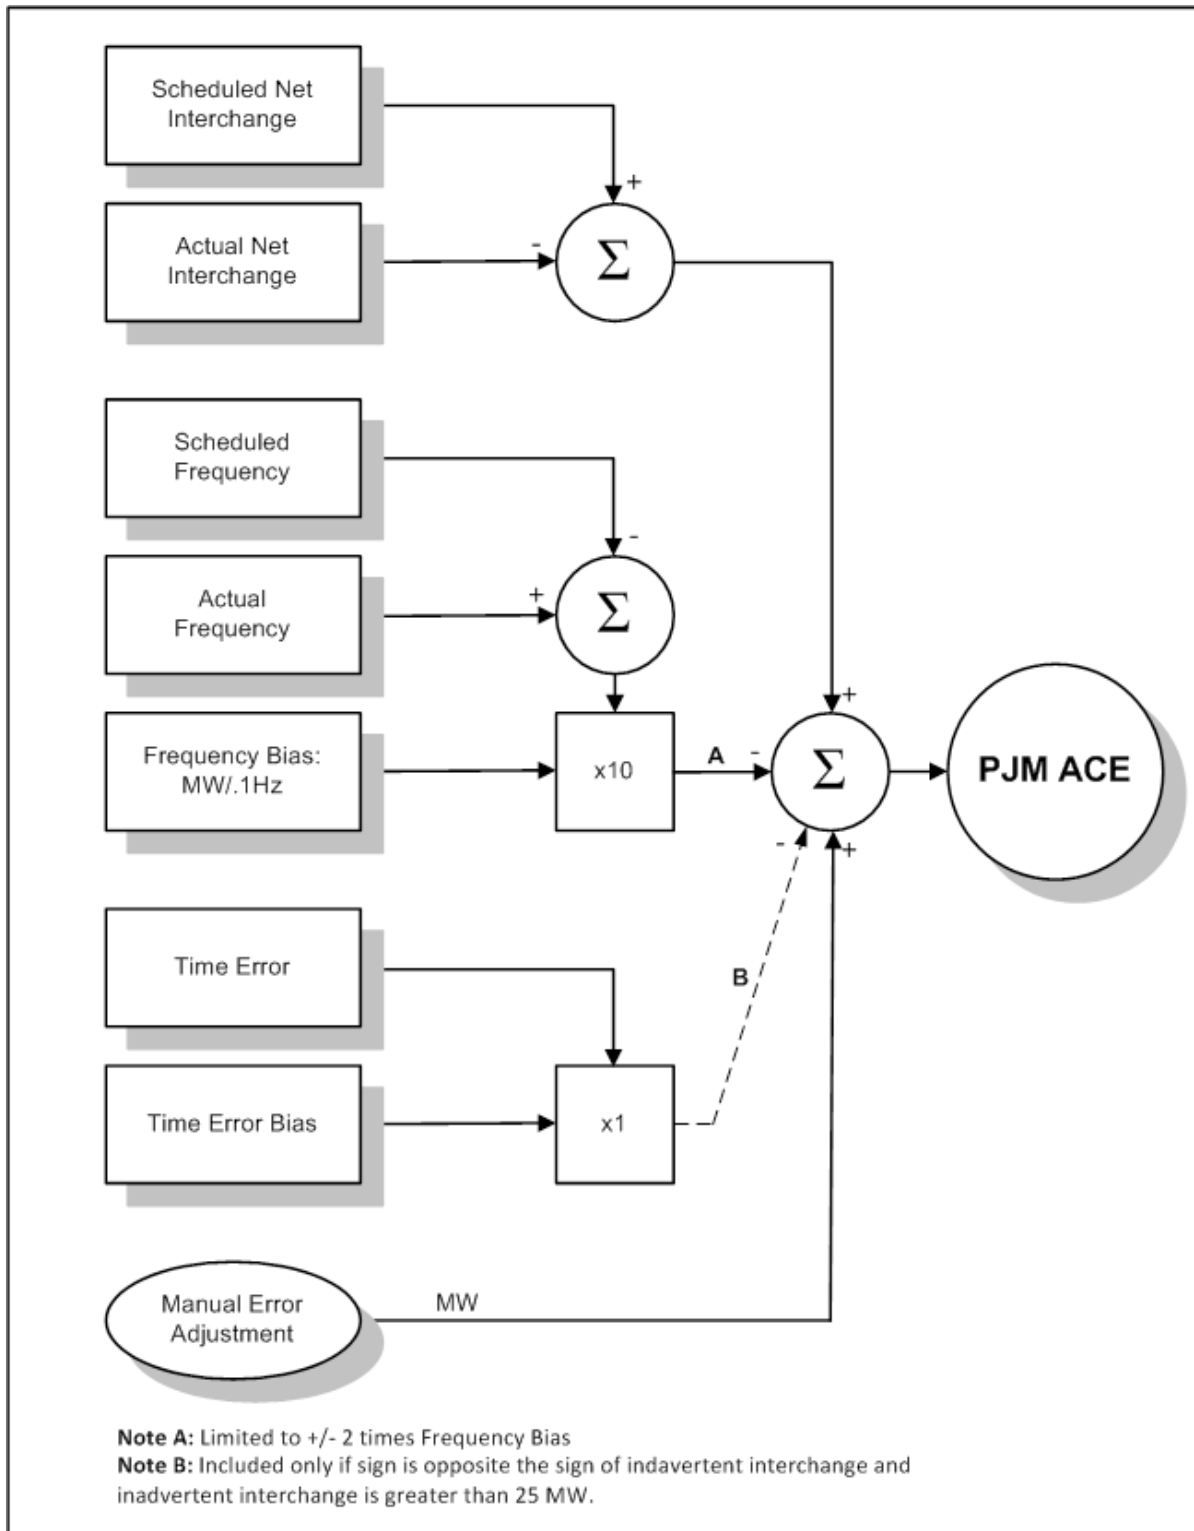 Scheduled Net
Interchange
+
Actual Net
Interchange
-
Σ
Scheduled
Frequency
-
Actual
Frequency
+
Σ
Frequency Bias:
MW/.1Hz
x10
A
-
+
Σ
PJM ACE
-
+
Time Error
B
Time Error Bias
x1
Manual Error
Adjustment
MW
Note A: Limited to +/- 2 times Frequency Bias
Note B: Included only if sign is opposite the sign of indavertent interchange and
inadvertent interchange is greater than 25 MW.